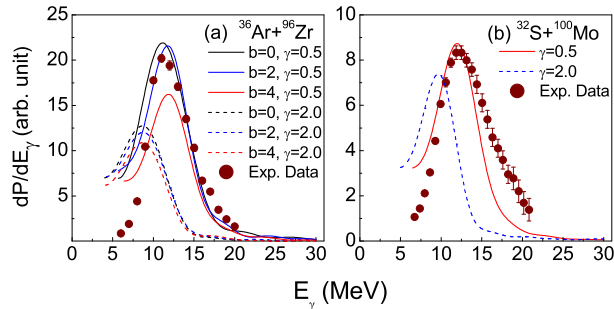 (a) ³⁶Ar+⁹⁶Zr
b=0, γ=0.5
b=2, γ=0.5
b=4, γ=0.5
b=0, γ=2.0
b=2, γ=2.0
b=4, γ=2.0
Exp. Data
dP/dE_γ (arb. unit)
25
20
15
10
5
0
0 5 10 15 20 25 30
(b) ³²S+¹⁰⁰Mo
γ=0.5
γ=2.0
Exp. Data
10
8
6
4
2
0
0 5 10 15 20 25 30
E_γ (MeV)